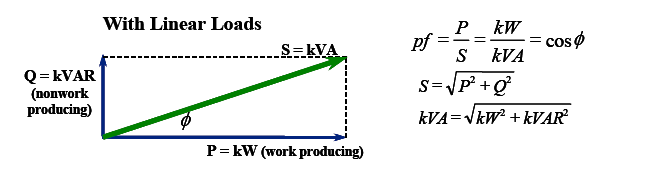 With Linear Loads
S = kVA
Q = kVAR
(nonwork
producing)
ϕ
P = kW (work producing)
pf = P/S = kW/kVA = cos ϕ
S = √(P² + Q²)
kVA = √(kW² + kVAR²)